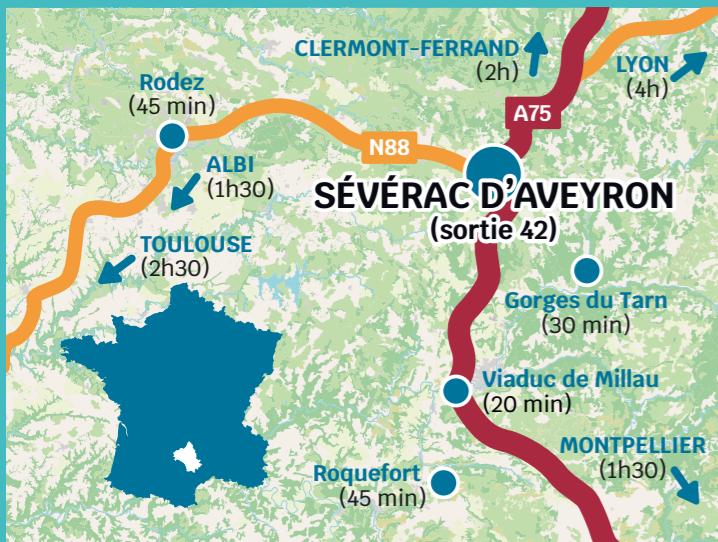 CLERMONT-FERRAND
(2h)
LYON
(4h)
Rodez
(45 min)
A75
N88
ALBI
(1h30)
SÉVÉRAC D'AVEYRON
(sortie 42)
TOULOUSE
(2h30)
Gorges du Tarn
(30 min)
Viaduc de Millau
(20 min)
MONTPELLIER
(1h30)
Roquefort
(45 min)